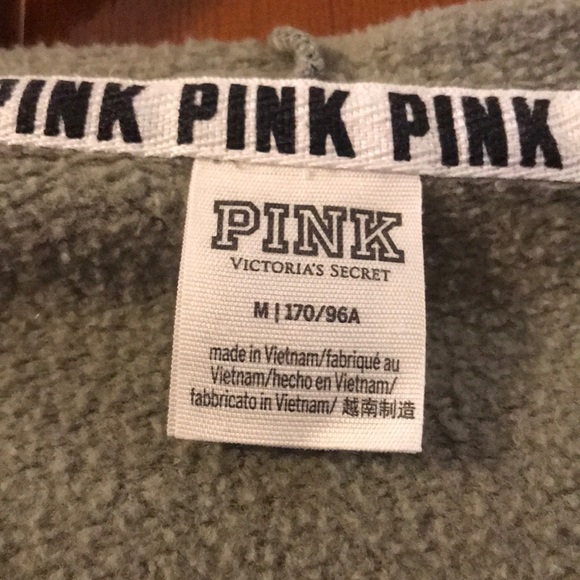 PINK PINK PINK
PINK
VICTORIA'S SECRET
M | 170/96A
made in Vietnam/fabriqué au
Vietnam/hecho en Vietnam/
fabbricato in Vietnam/ 越南制造